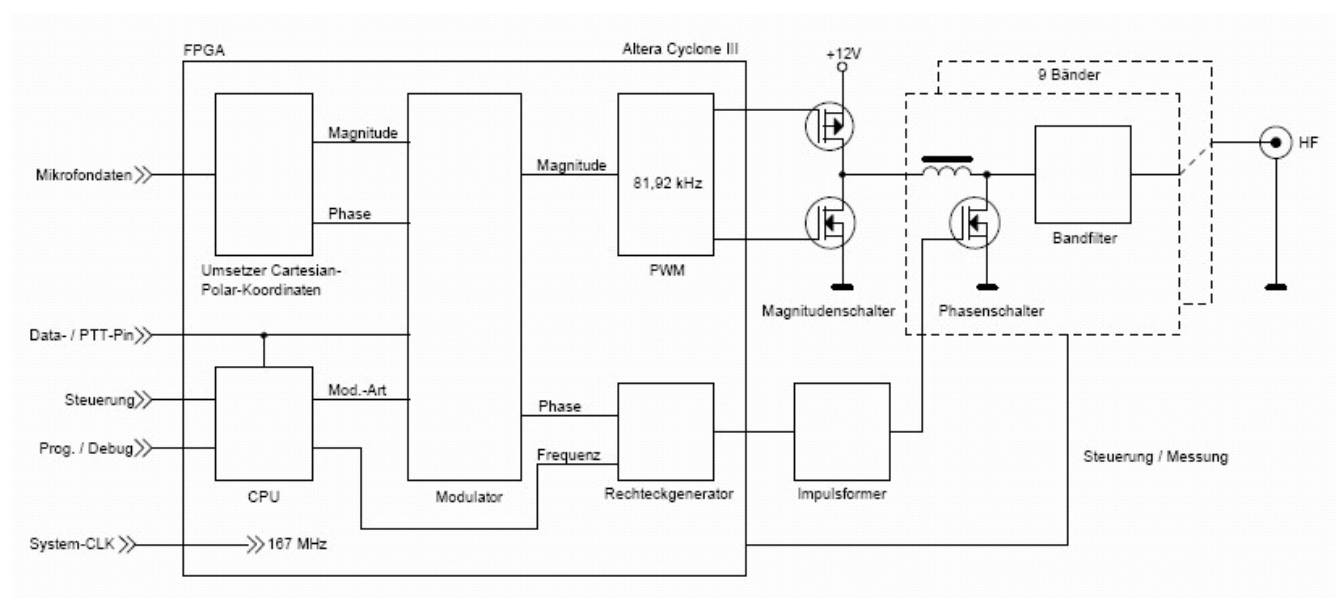 FPGA
Altera Cyclone III
+12V
9 Bänder
Magnitude
Mikrofondaten
Magnitude
81,92 kHz
HF
Phase
Bandfilter
Umsetzer Cartesian-
Polar-Koordinaten
PWM
Magnitudenschalter
Phasenschalter
Data- / PTT-Pin
Mod.-Art
Steuerung
Phase
Prog. / Debug
Frequenz
Steuerung / Messung
CPU
Modulator
Rechteckgenerator
Impulsformer
System-CLK
167 MHz